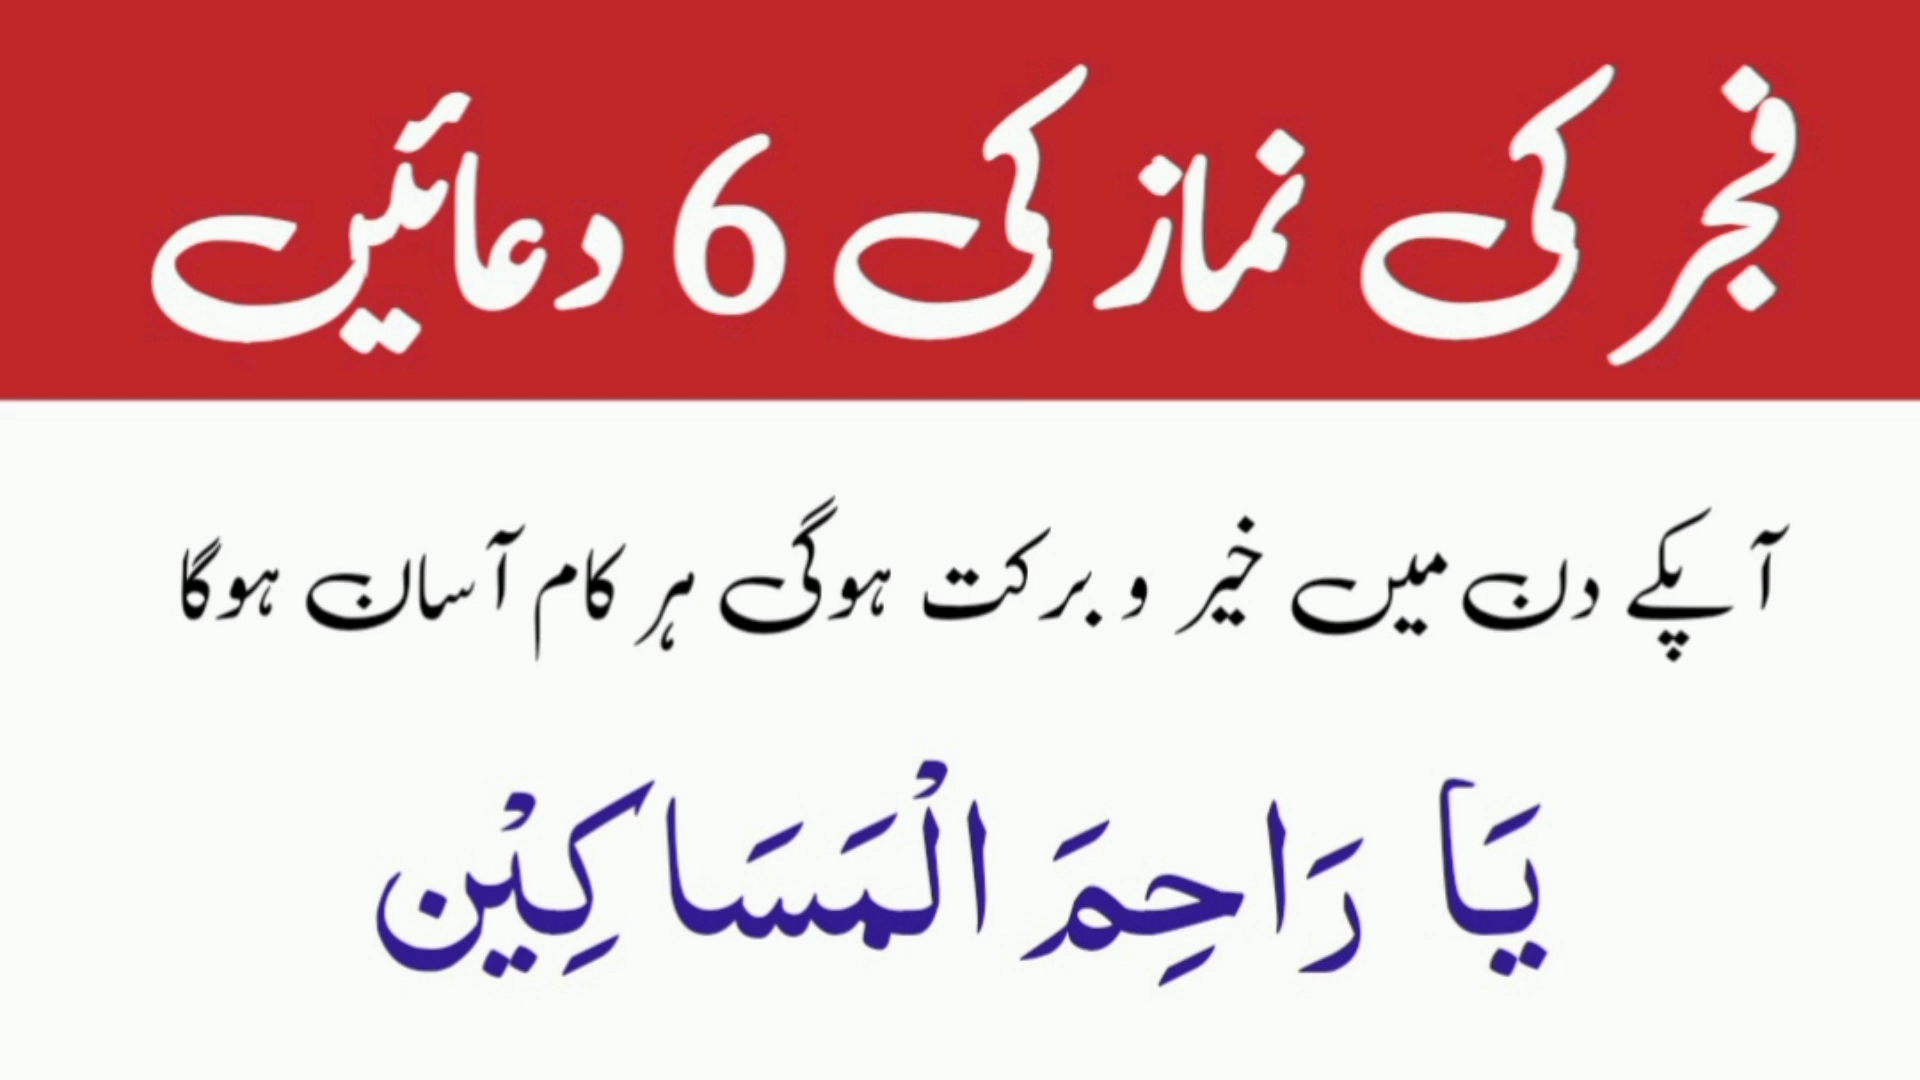 فجر کی نماز کی 6 دعائیں
آپکے دن میں خیر و برکت ہوگی ہر کام آسان ہوگا
يَا رَاحِمَ الْمَسَاكِيْن